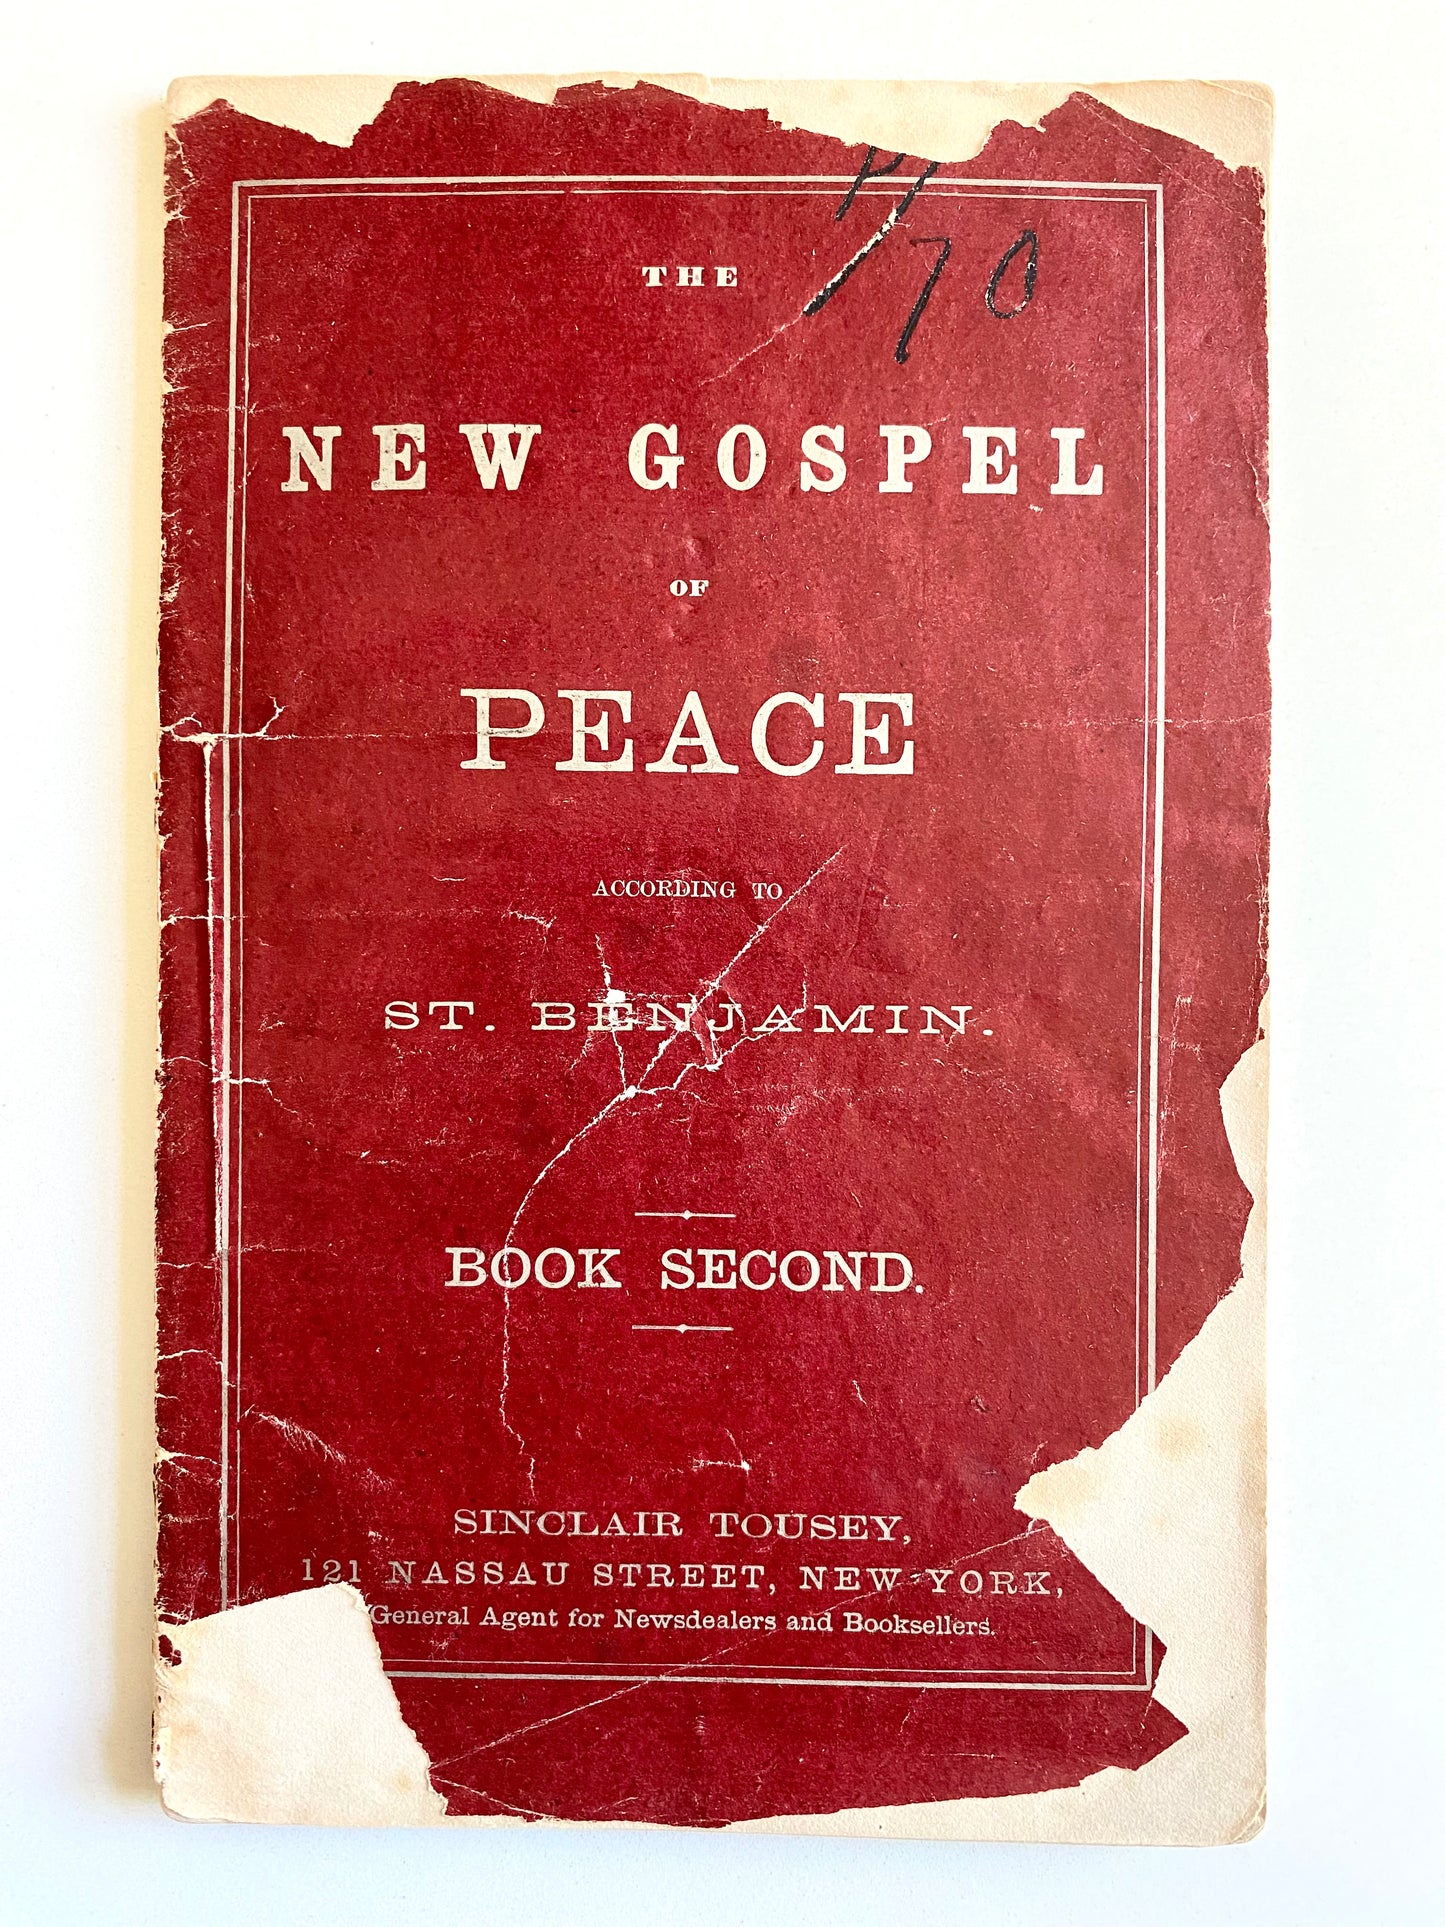 70
THE
NEW GOSPEL
OF
PEACE
ACCORDING TO
ST. BENJAMIN.
BOOK SECOND.
SINCLAIR TOUSEY,
121 NASSAU STREET, NEW YORK,
General Agent for Newsdealers and Booksellers.